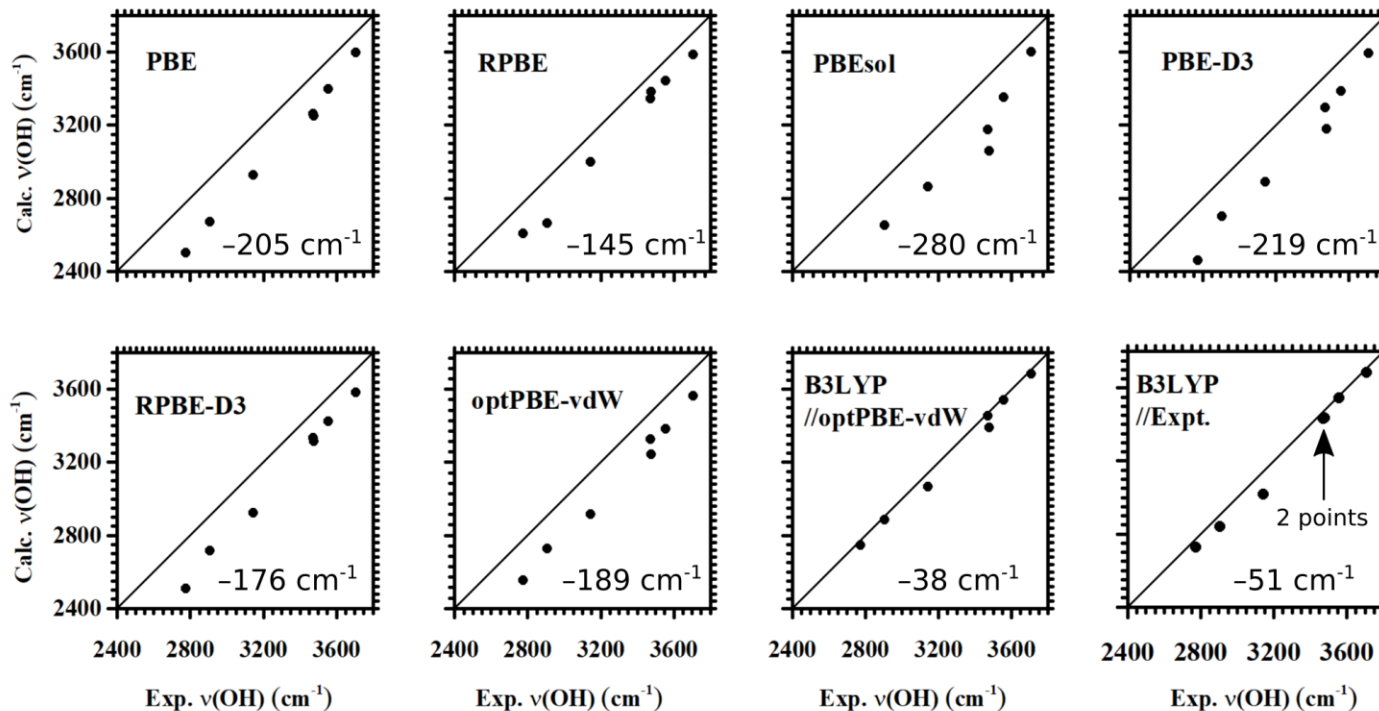 PBE
RPBE
PBEsol
PBE-D3
Calc. ν(OH) (cm⁻¹)
3600
3200
2800
2400
–205 cm⁻¹
–145 cm⁻¹
–280 cm⁻¹
–219 cm⁻¹
RPBE-D3
optPBE-vdW
B3LYP
//optPBE-vdW
B3LYP
//Expt.
Calc. ν(OH) (cm⁻¹)
3600
3200
2800
2400
2 points
–176 cm⁻¹
–189 cm⁻¹
–38 cm⁻¹
–51 cm⁻¹
2400 2800 3200 3600
2400 2800 3200 3600
2400 2800 3200 3600
2400 2800 3200 3600
Exp. ν(OH) (cm⁻¹)
Exp. ν(OH) (cm⁻¹)
Exp. ν(OH) (cm⁻¹)
Exp. ν(OH) (cm⁻¹)